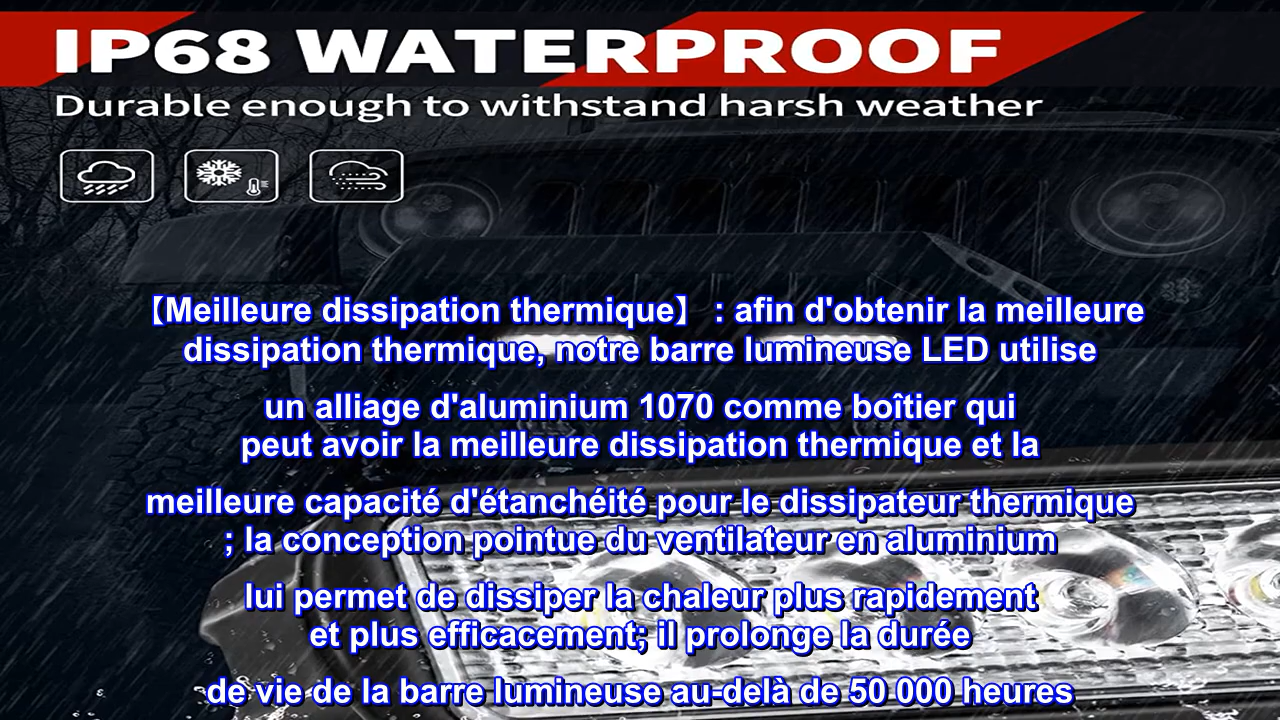 IP68 WATERPROOF
Durable enough to withstand harsh weather
【Meilleure dissipation thermique】 : afin d'obtenir la meilleure
dissipation thermique, notre barre lumineuse LED utilise
un alliage d'aluminium 1070 comme boîtier qui
peut avoir la meilleure dissipation thermique et la
meilleure capacité d'étanchéité pour le dissipateur thermique
; la conception pointue du ventilateur en aluminium
lui permet de dissiper la chaleur plus rapidement
et plus efficacement; il prolonge la durée
de vie de la barre lumineuse au-delà de 50 000 heures